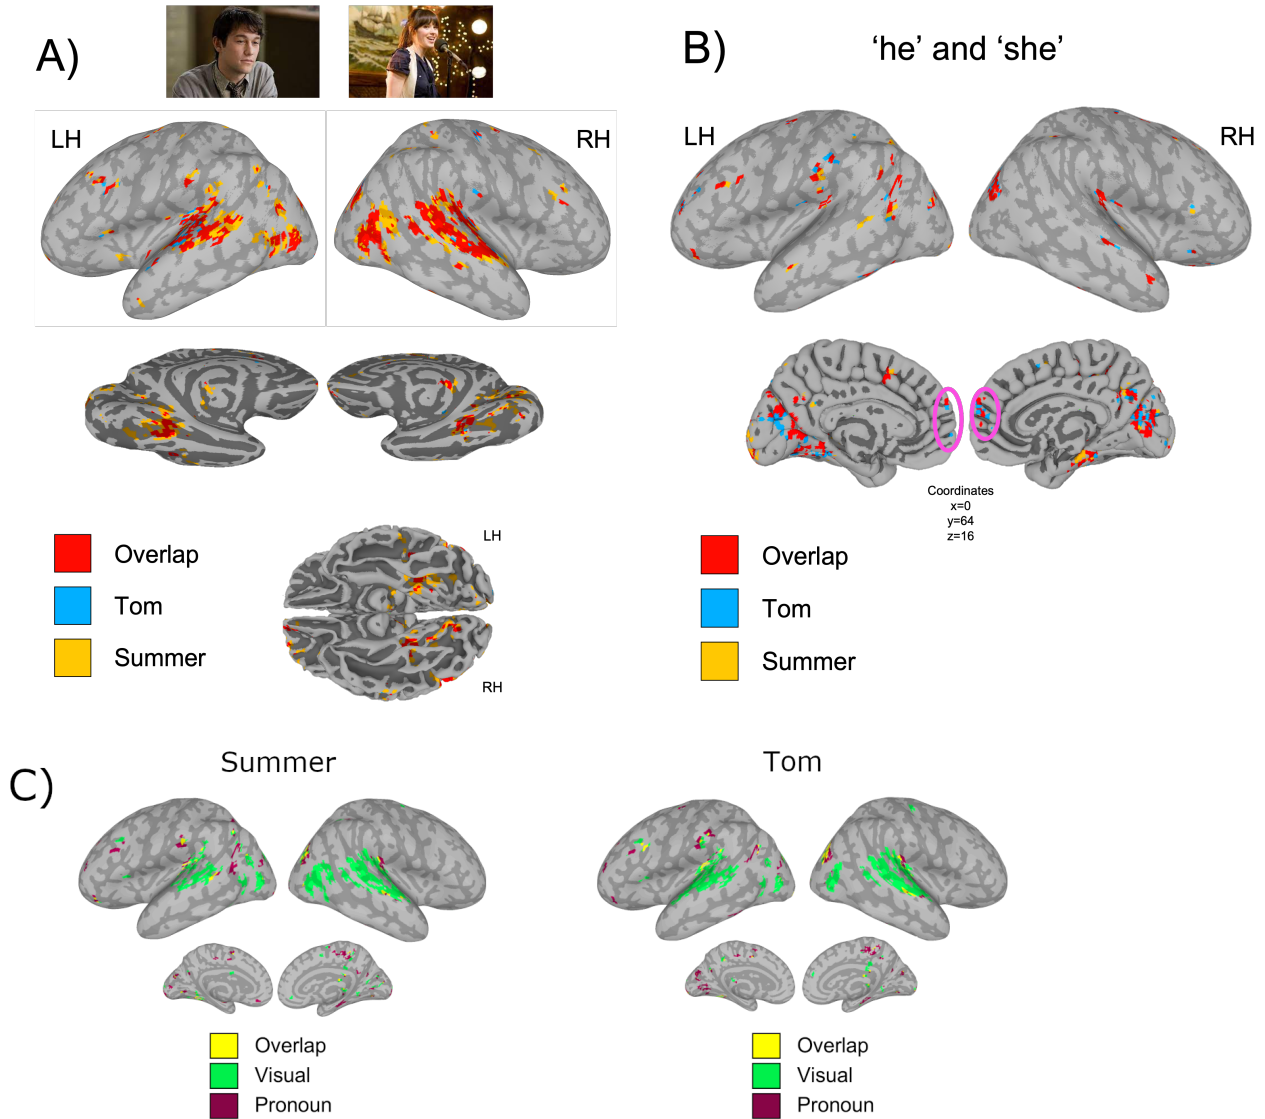 A)
LH
RH
LH
RH
Overlap
Tom
Summer
B)
‘he’ and ‘she’
LH
RH
Coordinates
x=0
y=64
z=16
Overlap
Tom
Summer
C)
Summer
Overlap
Visual
Pronoun
Tom
Overlap
Visual
Pronoun